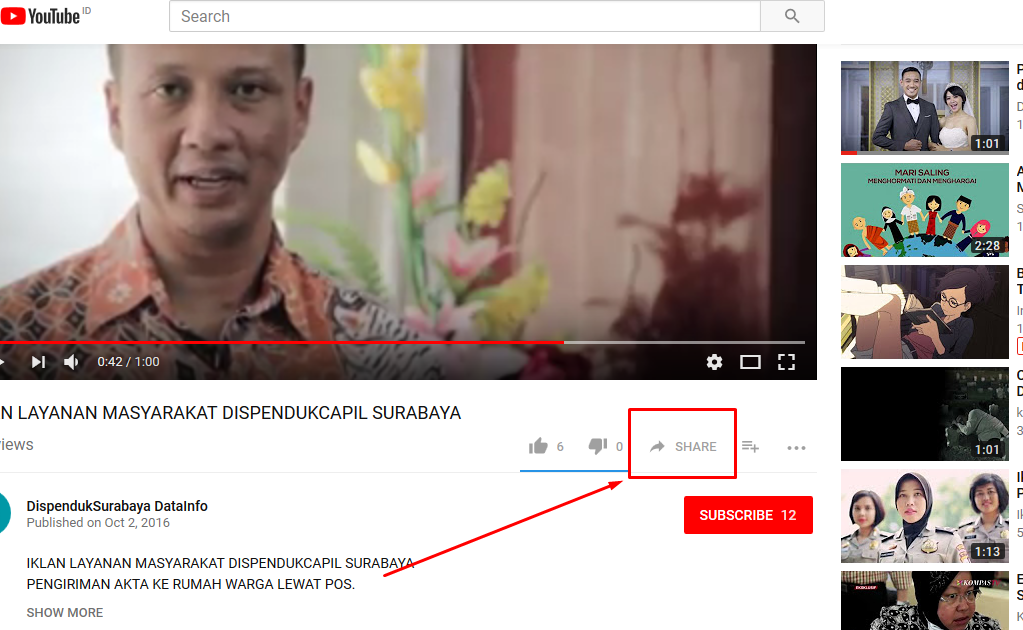 YouTube ID
Search
0:42 / 1:00
N LAYANAN MASYARAKAT DISPENDUKCAPIL SURABAYA
iews
6
0
SHARE
DispendukSurabaya DataInfo
Published on Oct 2, 2016
SUBSCRIBE 12
IKLAN LAYANAN MASYARAKAT DISPENDUKCAPIL SURABAYA
PENGIRIMAN AKTA KE RUMAH WARGA LEWAT POS.
SHOW MORE
1:01
MARI SALING
MENGHORMATI DAN MENGHARGAI
2:28
1:01
1:13
EKSKLUSIF
KOMPAS